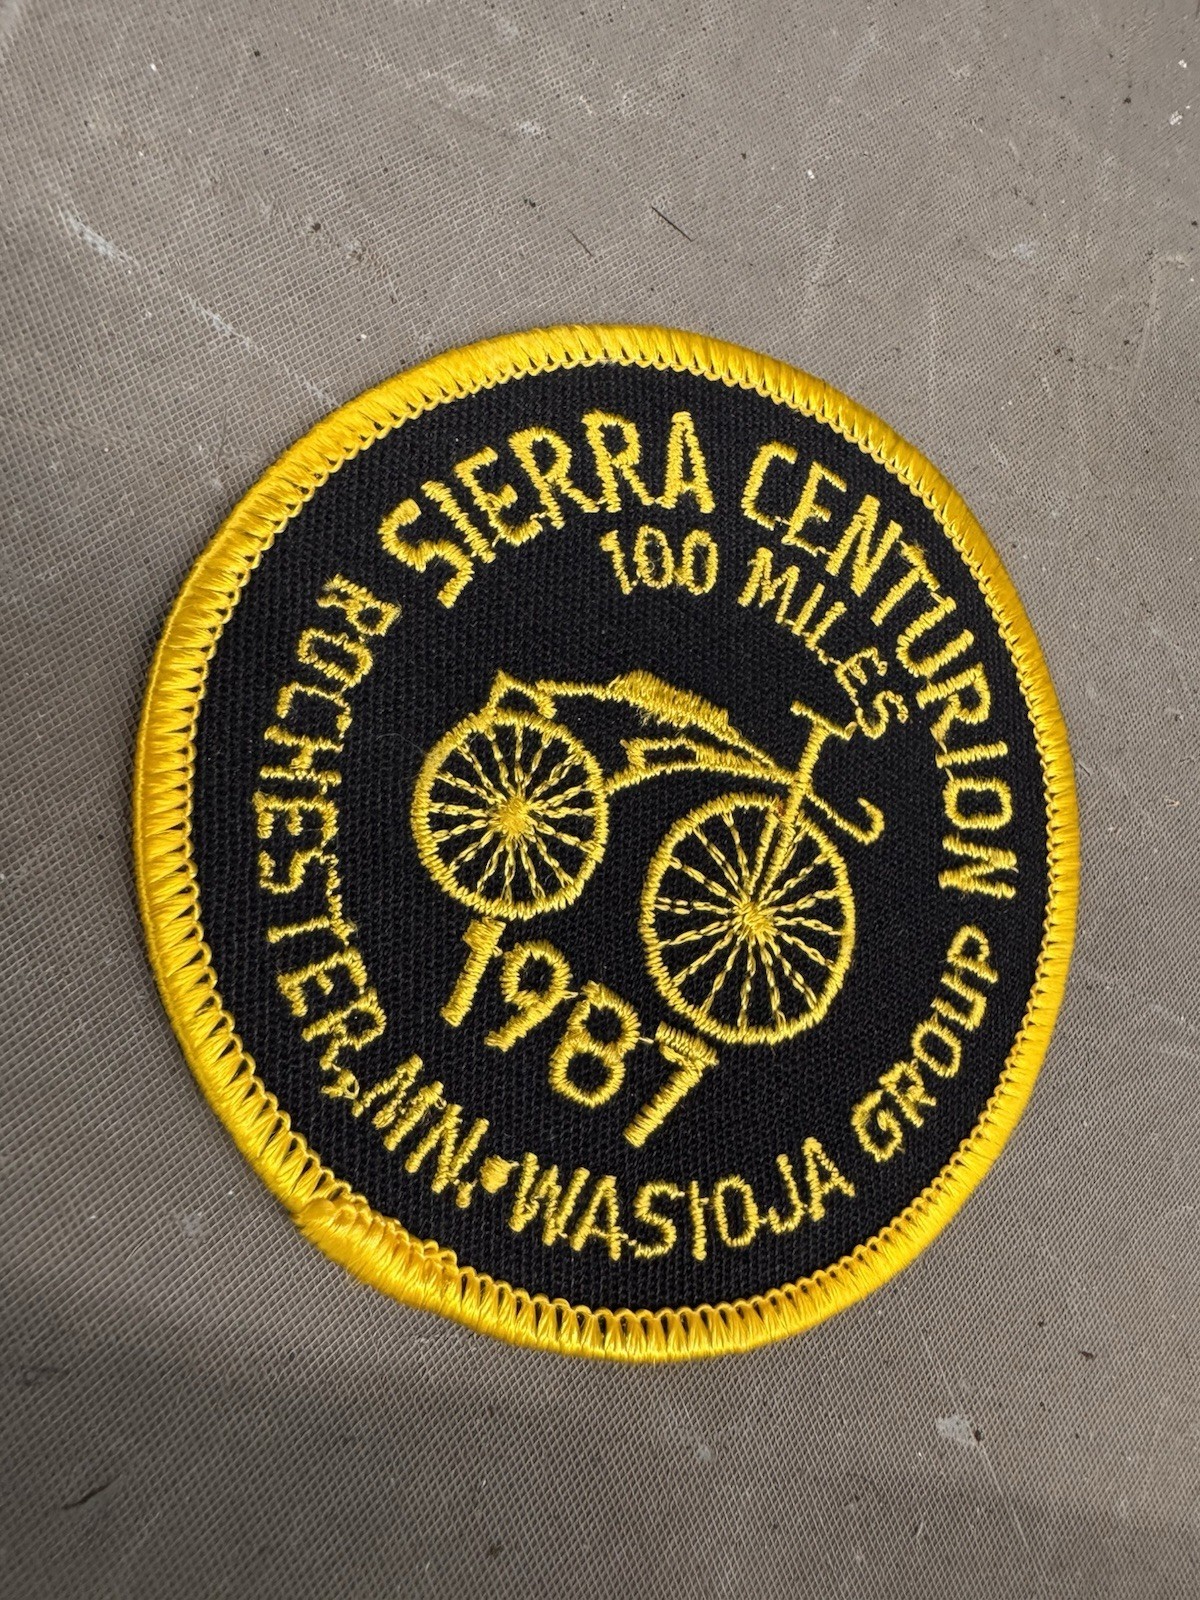 SIERRA CENTURION
100 MILES
1987
ROCHESTER, MN. • WASIOJA GROUP